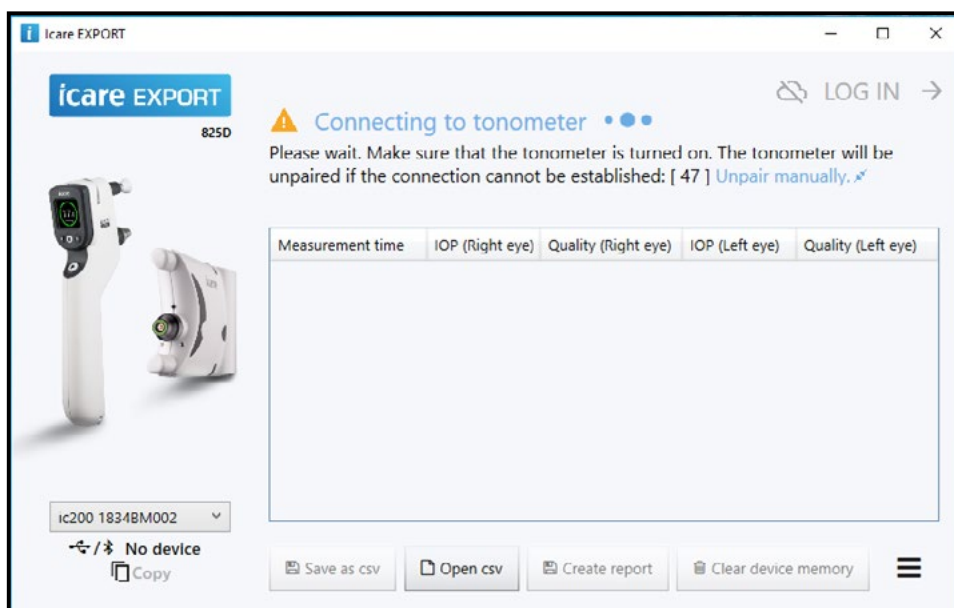 Icare EXPORT
icare EXPORT
825D
LOG IN
Connecting to tonometer
Please wait. Make sure that the tonometer is turned on. The tonometer will be
unpaired if the connection cannot be established: [ 47 ] Unpair manually.
Measurement time IOP (Right eye) Quality (Right eye) IOP (Left eye) Quality (Left eye)
ic200 1834BM002
/ No device
Copy
Save as csv Open csv Create report Clear device memory